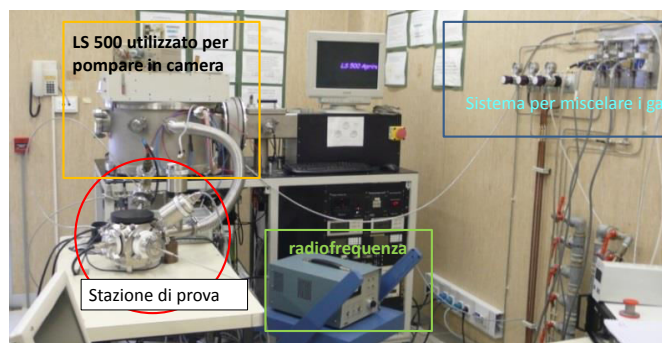 LS 500 utilizzato per
pompare in camera
LS 500
Sistema per miscelare i ga
radiofrequenza
Stazione di prova